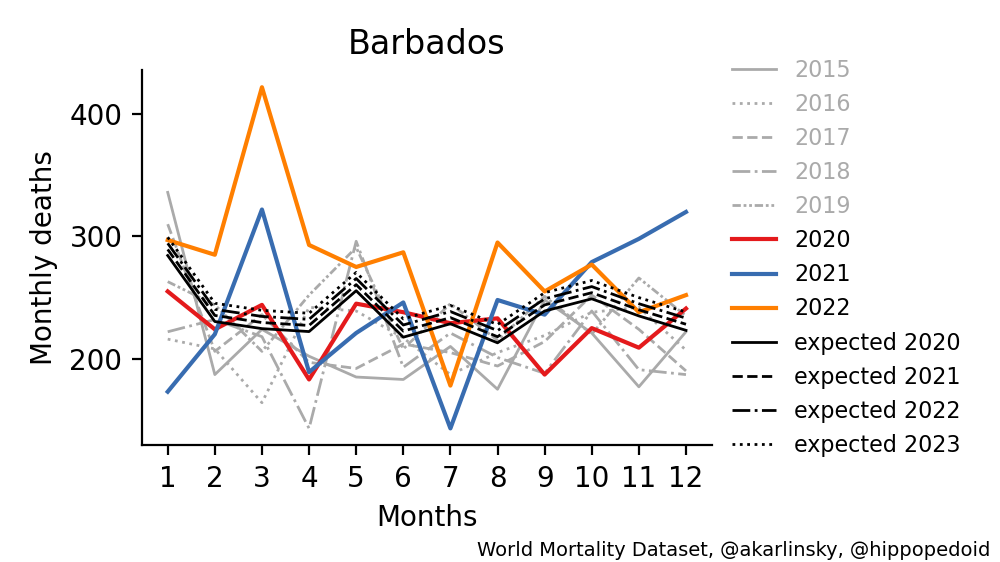 Barbados
Monthly deaths
400
300
200
1 2 3 4 5 6 7 8 9 10 11 12
Months
2015
2016
2017
2018
2019
2020
2021
2022
expected 2020
expected 2021
expected 2022
expected 2023
World Mortality Dataset, @akarlinsky, @hippopedoid